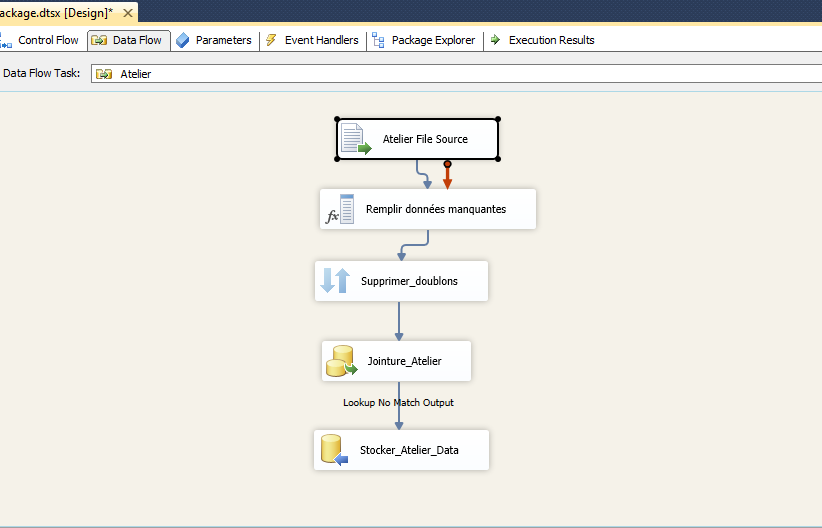 ackage.dtsx [Design]*
Control Flow
Data Flow
Parameters
Event Handlers
Package Explorer
Execution Results
Data Flow Task:
Atelier
Atelier File Source
fx
Remplir données manquantes
Supprimer_doublons
Jointure_Atelier
Lookup No Match Output
Stocker_Atelier_Data